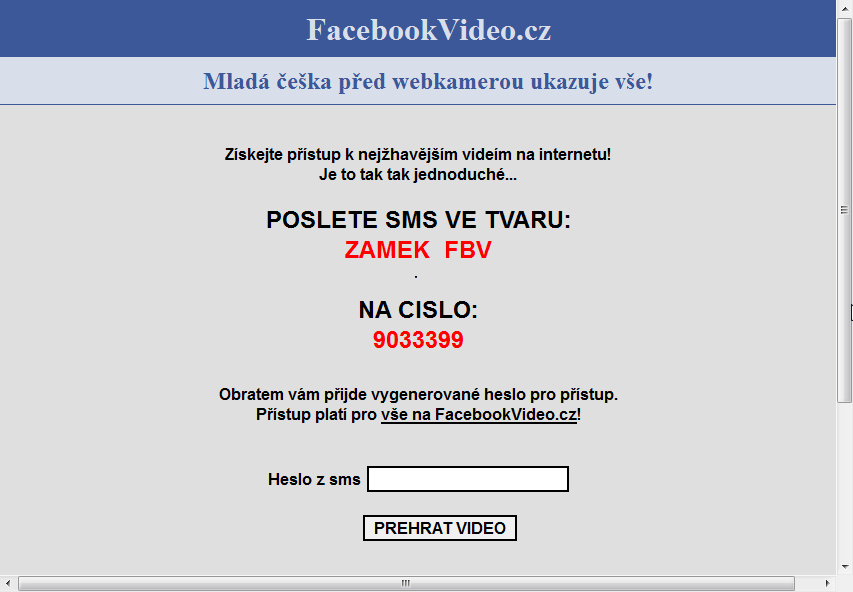 FacebookVideo.cz
Mladá češka před webkamerou ukazuje vše!
Získejte přístup k nejžhavějším videím na internetu!
Je to tak tak jednoduché...
POSLETE SMS VE TVARU:
ZAMEK FBV
.
NA CISLO:
9033399
Obratem vám přijde vygenerované heslo pro přístup.
Přístup platí pro vše na FacebookVideo.cz!
Heslo z sms
PREHRAT VIDEO